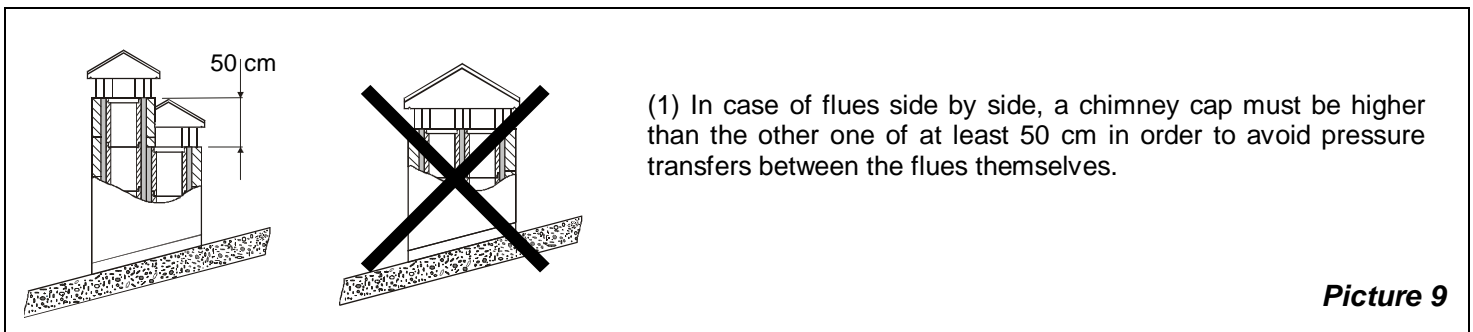 50 cm
(1) In case of flues side by side, a chimney cap must be higher
than the other one of at least 50 cm in order to avoid pressure
transfers between the flues themselves.
Picture 9